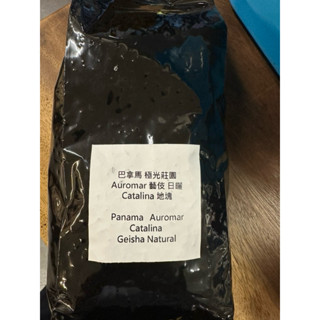 巴拿馬 極光莊園
Auromar 藝伎 日曬
Catalina 地塊
Panama Auromar
Catalina
Geisha Natural